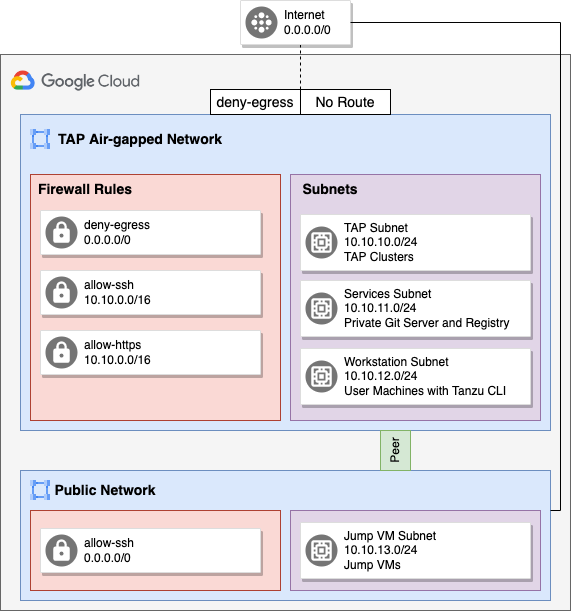 Internet
0.0.0.0/0
Google Cloud
deny-egress
No Route
TAP Air-gapped Network
Firewall Rules
deny-egress
0.0.0.0/0
allow-ssh
10.10.0.0/16
allow-https
10.10.0.0/16
Subnets
TAP Subnet
10.10.10.0/24
TAP Clusters
Services Subnet
10.10.11.0/24
Private Git Server and Registry
Workstation Subnet
10.10.12.0/24
User Machines with Tanzu CLI
Peer
Public Network
allow-ssh
0.0.0.0/0
Jump VM Subnet
10.10.13.0/24
Jump VMs